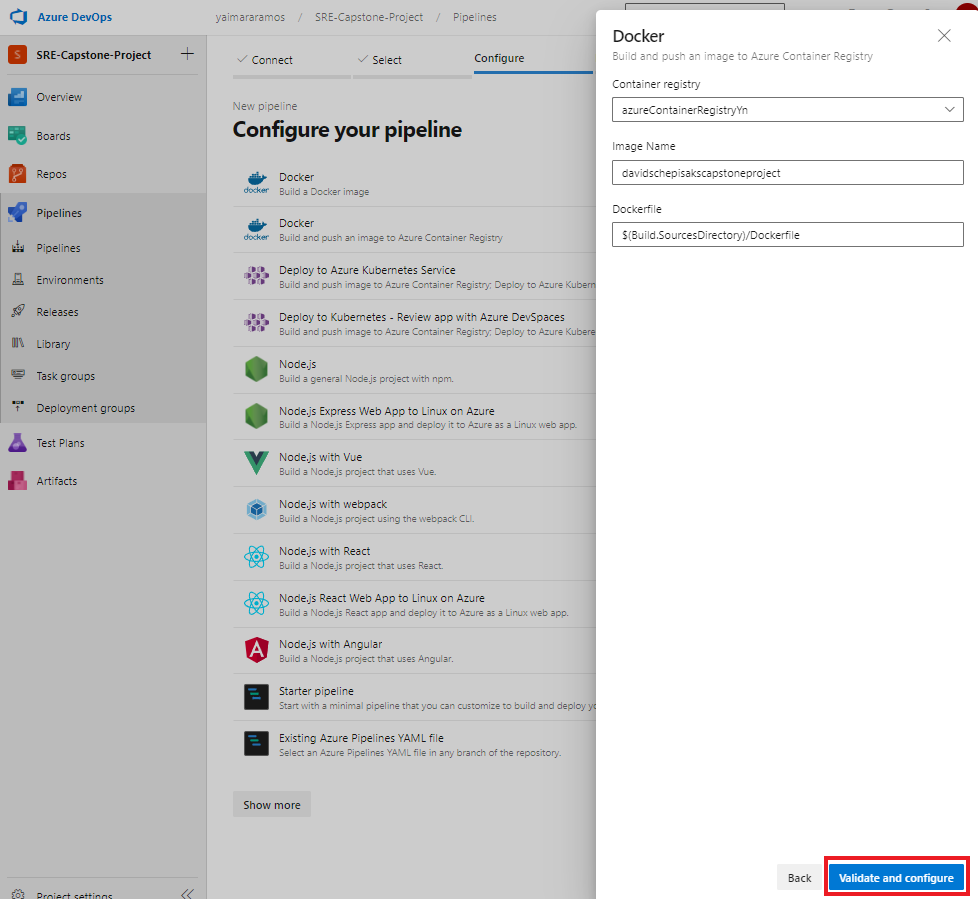 Azure DevOps
yaimararamos / SRE-Capstone-Project / Pipelines
S SRE-Capstone-Project
Overview
Boards
Repos
Pipelines
Pipelines
Environments
Releases
Library
Task groups
Deployment groups
Test Plans
Artifacts
Project settings
Connect
Select
Configure
New pipeline
Configure your pipeline
docker
Docker
Build a Docker image
docker
Docker
Build and push an image to Azure Container Registry
Deploy to Azure Kubernetes Service
Build and push image to Azure Container Registry; Deploy to Azure Kubern
Deploy to Kubernetes - Review app with Azure DevSpaces
Build and push image to Azure Container Registry; Deploy to Azure Kubere
Node.js
Build a general Node.js project with npm.
Node.js Express Web App to Linux on Azure
Build a Node.js Express app and deploy it to Azure as a Linux web app.
Node.js with Vue
Build a Node.js project that uses Vue.
Node.js with webpack
Build a Node.js project using the webpack CLI.
Node.js with React
Build a Node.js project that uses React.
Node.js React Web App to Linux on Azure
Build a Node.js React app and deploy it to Azure as a Linux web app.
Node.js with Angular
Build a Node.js project that uses Angular.
Starter pipeline
Start with a minimal pipeline that you can customize to build and deploy yo
Existing Azure Pipelines YAML file
Select an Azure Pipelines YAML file in any branch of the repository.
Show more
Docker
Build and push an image to Azure Container Registry
Container registry
azureContainerRegistryYn
Image Name
davidschepisakscapstoneproject
Dockerfile
$(Build.SourcesDirectory)/Dockerfile
Back
Validate and configure